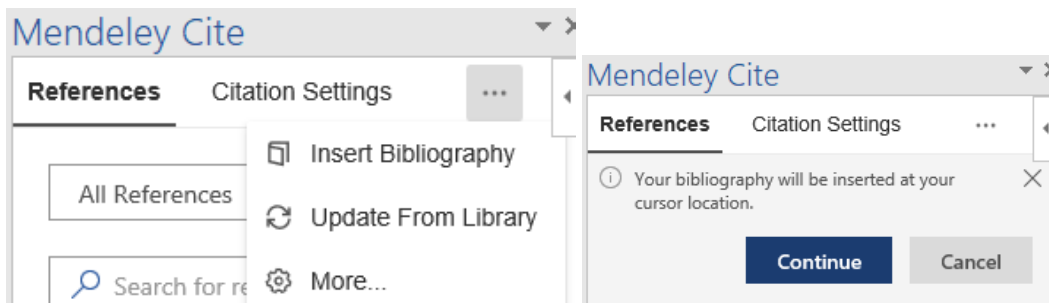 Mendeley Cite
References Citation Settings ...
Insert Bibliography
All References
Update From Library
Search for re
More...
Mendeley Cite
References Citation Settings ...
Your bibliography will be inserted at your
cursor location.
Continue Cancel